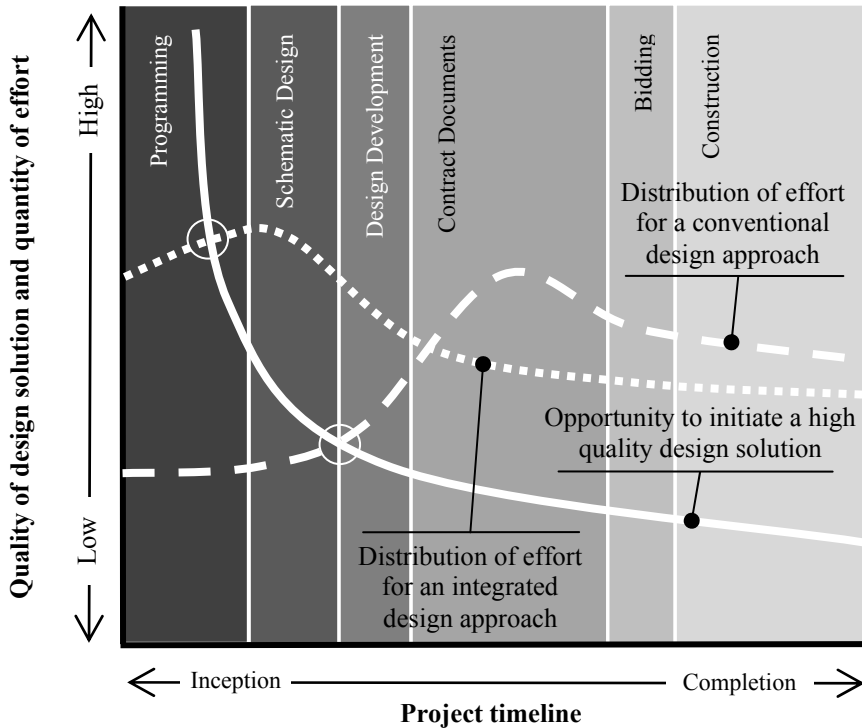 Quality of design solution and quantity of effort
High
Low
Programming
Schematic Design
Design Development
Contract Documents
Bidding
Construction
Distribution of effort
for a conventional
design approach
Opportunity to initiate a high
quality design solution
Distribution of effort
for an integrated
design approach
Inception
Completion
Project timeline